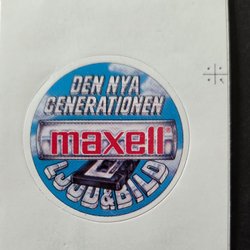 DEN NYA
GENERATIONEN
maxell
LJUD & BILD